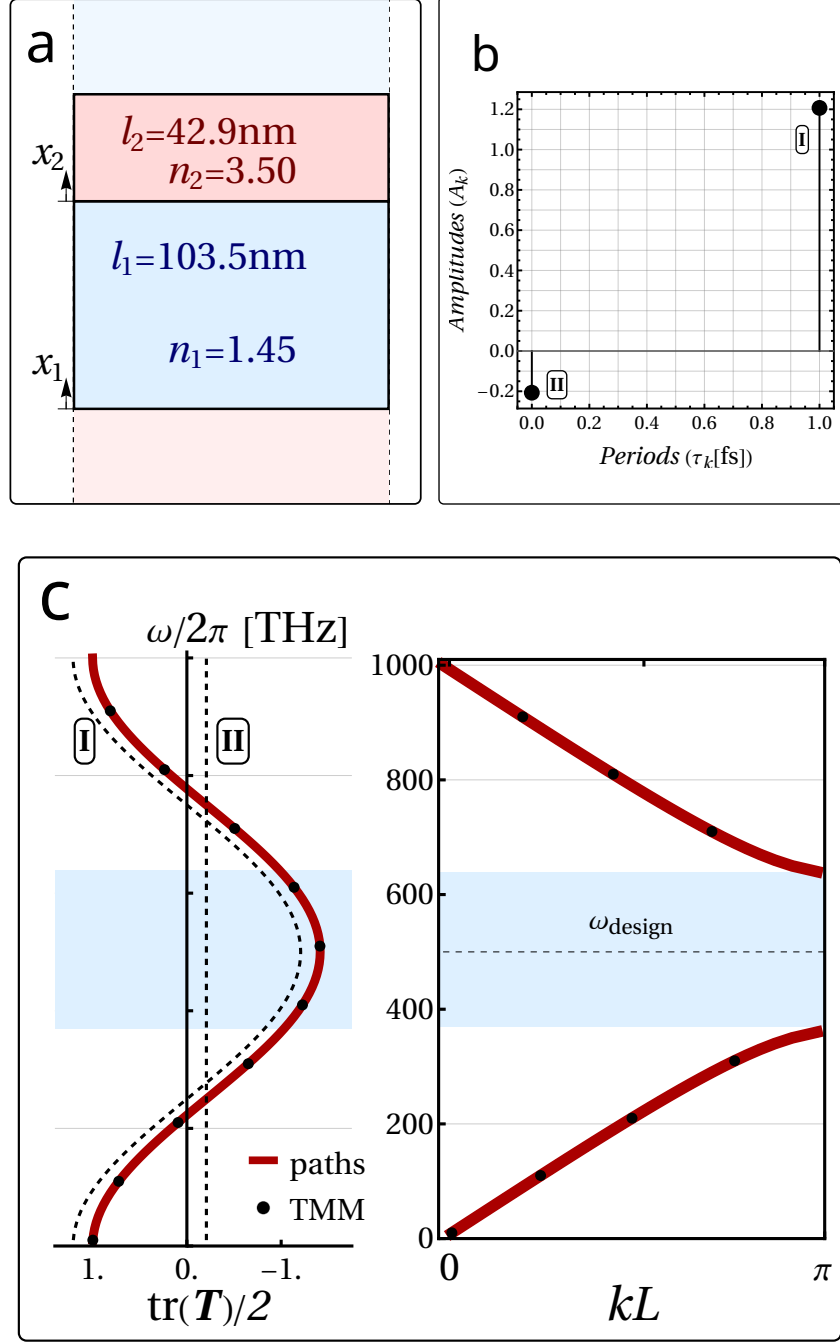 a
l2=42.9nm
n2=3.50
x2
l1=103.5nm
n1=1.45
x1
b
Amplitudes (Ak)
1.2
1.0
0.8
0.6
0.4
0.2
0.0
−0.2
I
II
0.0 0.2 0.4 0.6 0.8 1.0
Periods (τk[fs])
c
ω/2π [THz]
I
II
paths
TMM
1. 0. −1.
tr(T)/2
1000
800
600
400
200
0
ωdesign
0 π
kL